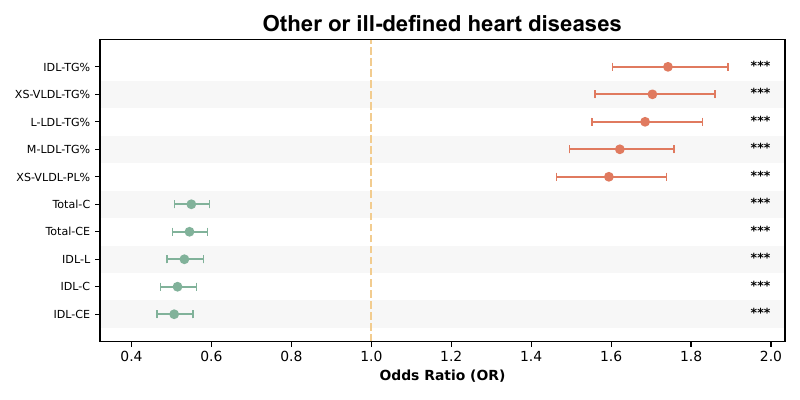 Other or ill-defined heart diseases
IDL-TG% ***
XS-VLDL-TG% ***
L-LDL-TG% ***
M-LDL-TG% ***
XS-VLDL-PL% ***
Total-C ***
Total-CE ***
IDL-L ***
IDL-C ***
IDL-CE ***
0.4 0.6 0.8 1.0 1.2 1.4 1.6 1.8 2.0
Odds Ratio (OR)